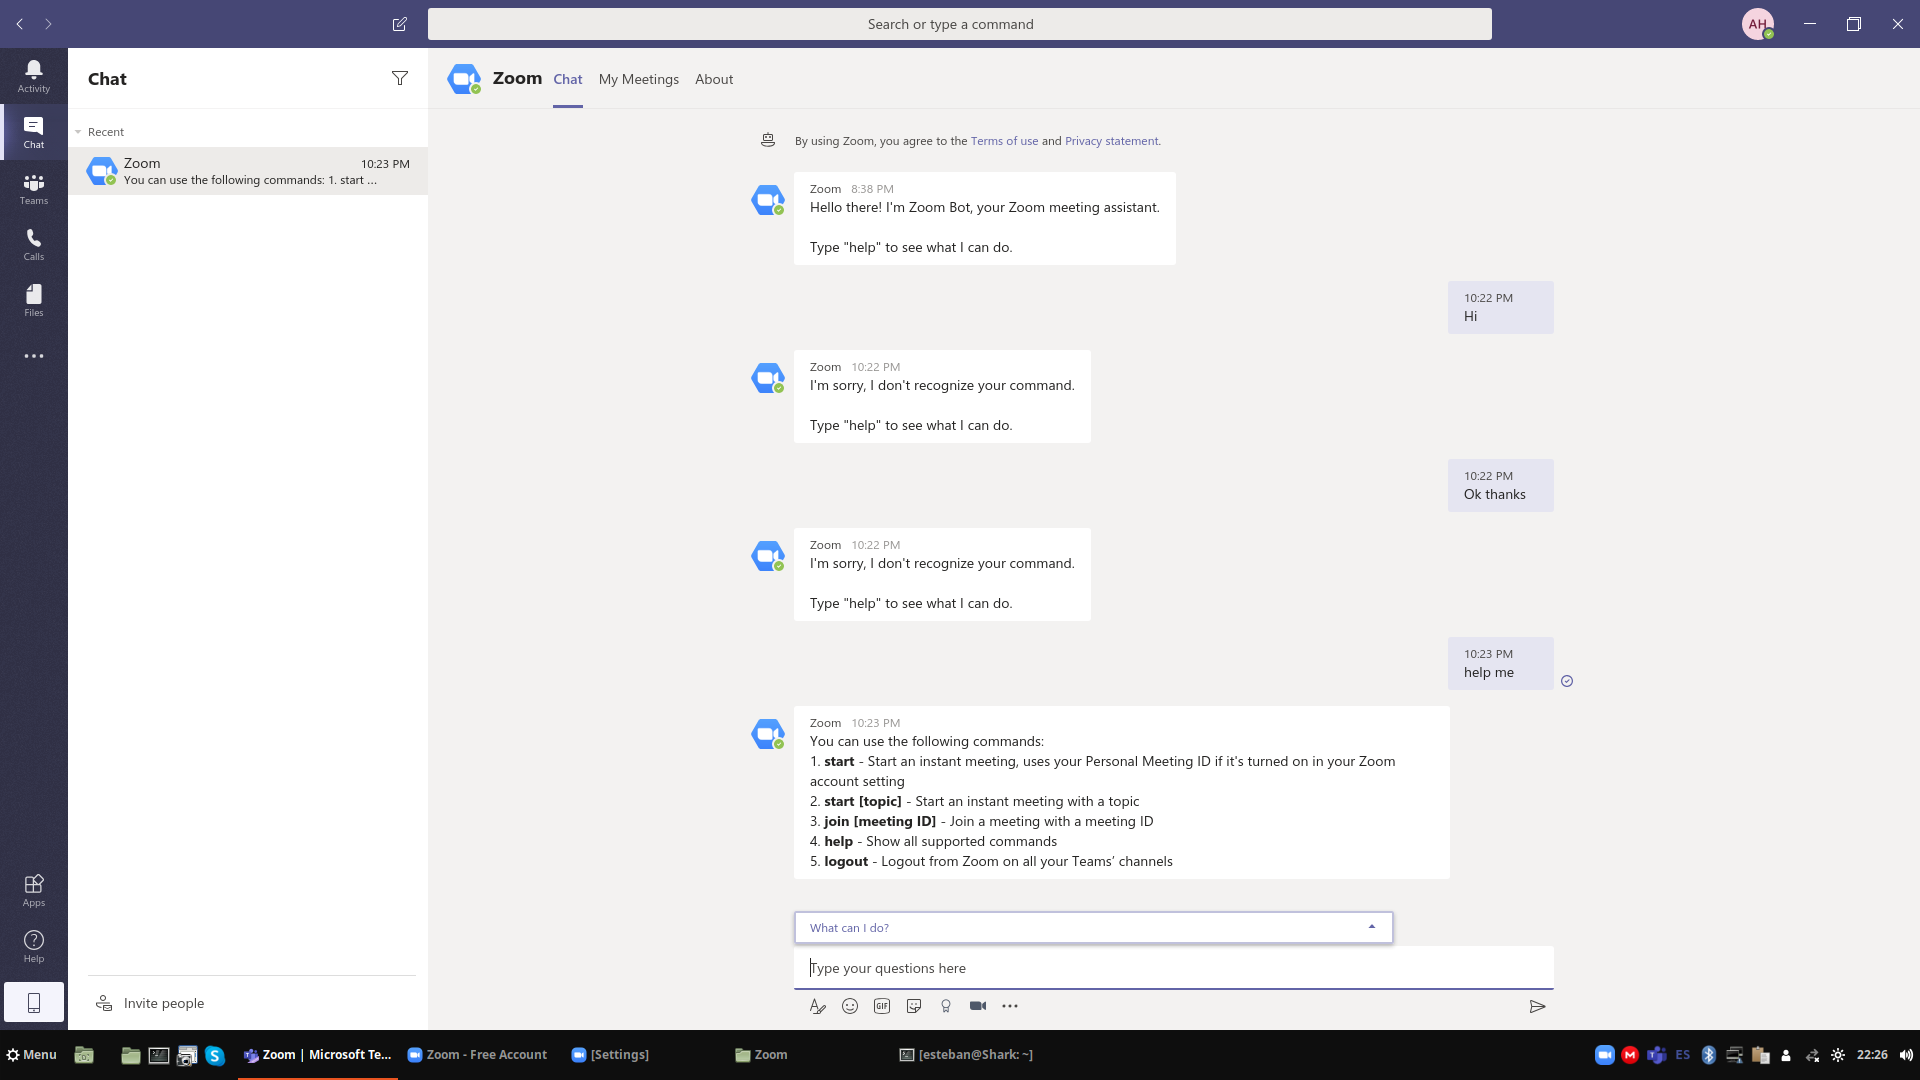 Search or type a command
AH
Activity
Chat
Teams
Calls
Files
Apps
Help
Chat
Recent
Zoom 10:23 PM
You can use the following commands: 1. start ...
Invite people
Zoom Chat My Meetings About
By using Zoom, you agree to the Terms of use and Privacy statement.
Zoom 8:38 PM
Hello there! I'm Zoom Bot, your Zoom meeting assistant.
Type "help" to see what I can do.
10:22 PM
Hi
Zoom 10:22 PM
I'm sorry, I don't recognize your command.
Type "help" to see what I can do.
10:22 PM
Ok thanks
Zoom 10:22 PM
I'm sorry, I don't recognize your command.
Type "help" to see what I can do.
10:23 PM
help me
Zoom 10:23 PM
You can use the following commands:
1. start - Start an instant meeting, uses your Personal Meeting ID if it's turned on in your Zoom
account setting
2. start [topic] - Start an instant meeting with a topic
3. join [meeting ID] - Join a meeting with a meeting ID
4. help - Show all supported commands
5. logout - Logout from Zoom on all your Teams’ channels
What can I do?
Type your questions here
GIF
Menu
Zoom | Microsoft Te...
Zoom - Free Account
[Settings]
Zoom
[esteban@Shark: ~]
ES
22:26